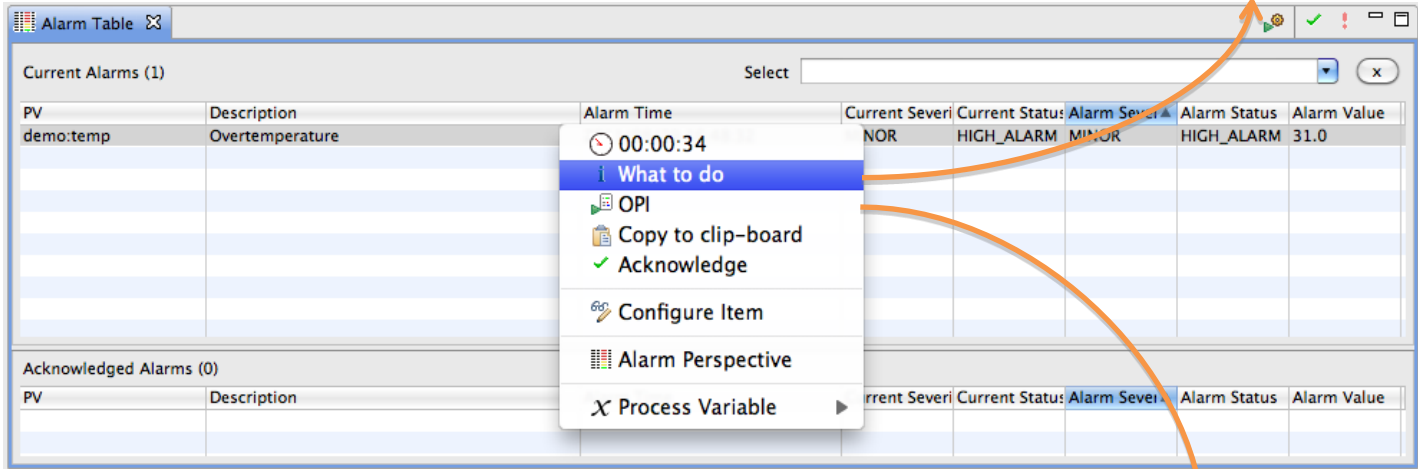 Alarm Table
Current Alarms (1) Select x
PV Description Alarm Time Current Severi Current Statu: Alarm Sever Alarm Status Alarm Value
demo:temp Overtemperature NOR HIGH_ALARM MINOR HIGH_ALARM 31.0
00:00:34
i What to do
OPI
Copy to clip-board
Acknowledge
Configure Item
Alarm Perspective
x Process Variable
Acknowledged Alarms (0)
PV Description rrent Severi Current Statu: Alarm Sever Alarm Status Alarm Value